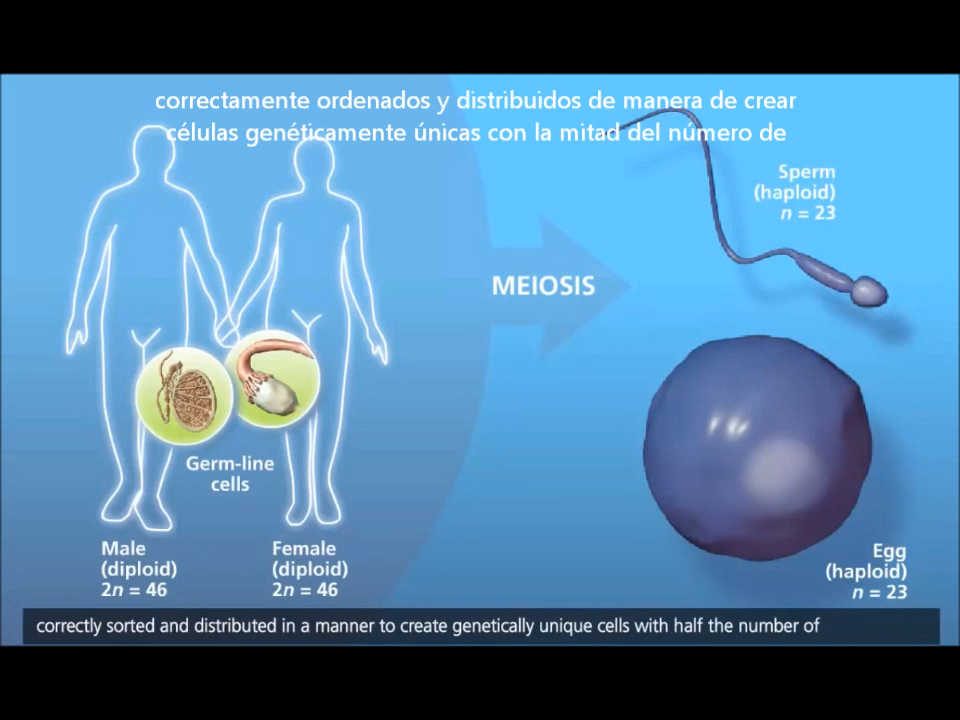 correctamente ordenados y distribuidos de manera de crear
células genéticamente únicas con la mitad del número de
Sperm
(haploid)
n = 23
MEIOSIS
Germ-line
cells
Male
(diploid)
2n = 46
Female
(diploid)
2n = 46
Egg
(haploid)
n = 23
correctly sorted and distributed in a manner to create genetically unique cells with half the number of